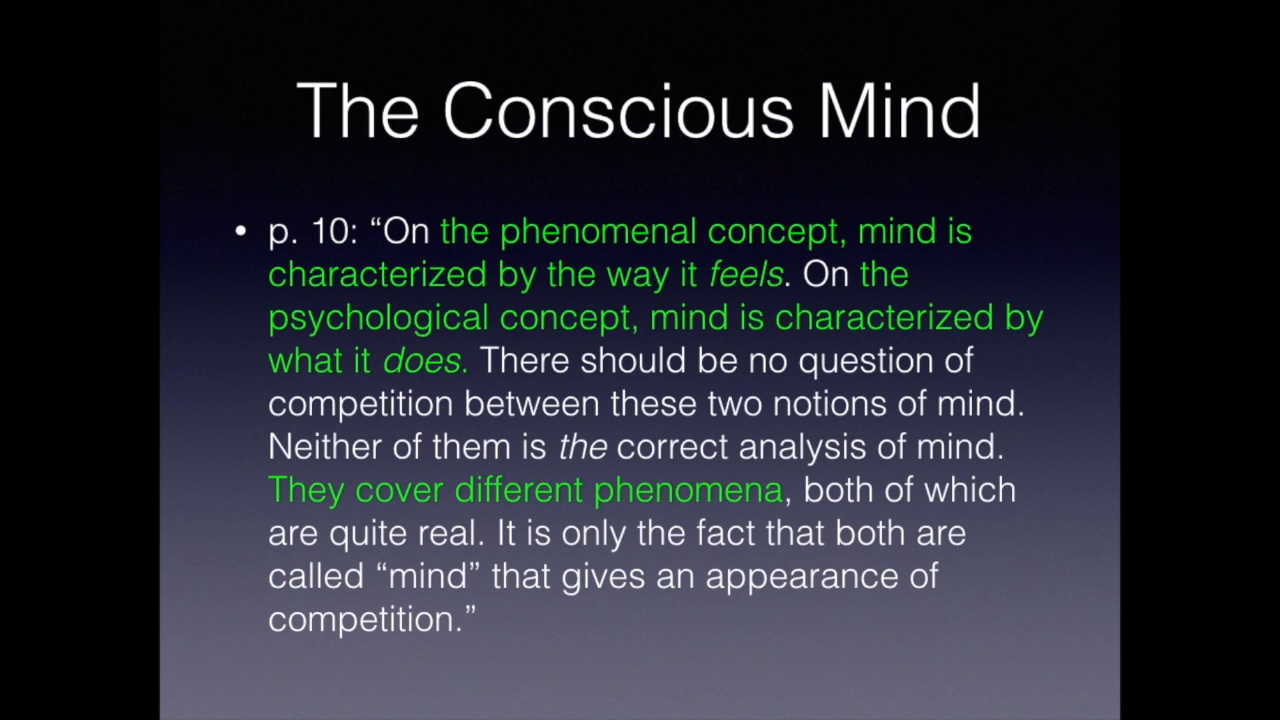 The Conscious Mind
• p. 10: “On the phenomenal concept, mind is
characterized by the way it feels. On the
psychological concept, mind is characterized by
what it does. There should be no question of
competition between these two notions of mind.
Neither of them is the correct analysis of mind.
They cover different phenomena, both of which
are quite real. It is only the fact that both are
called “mind” that gives an appearance of
competition.”